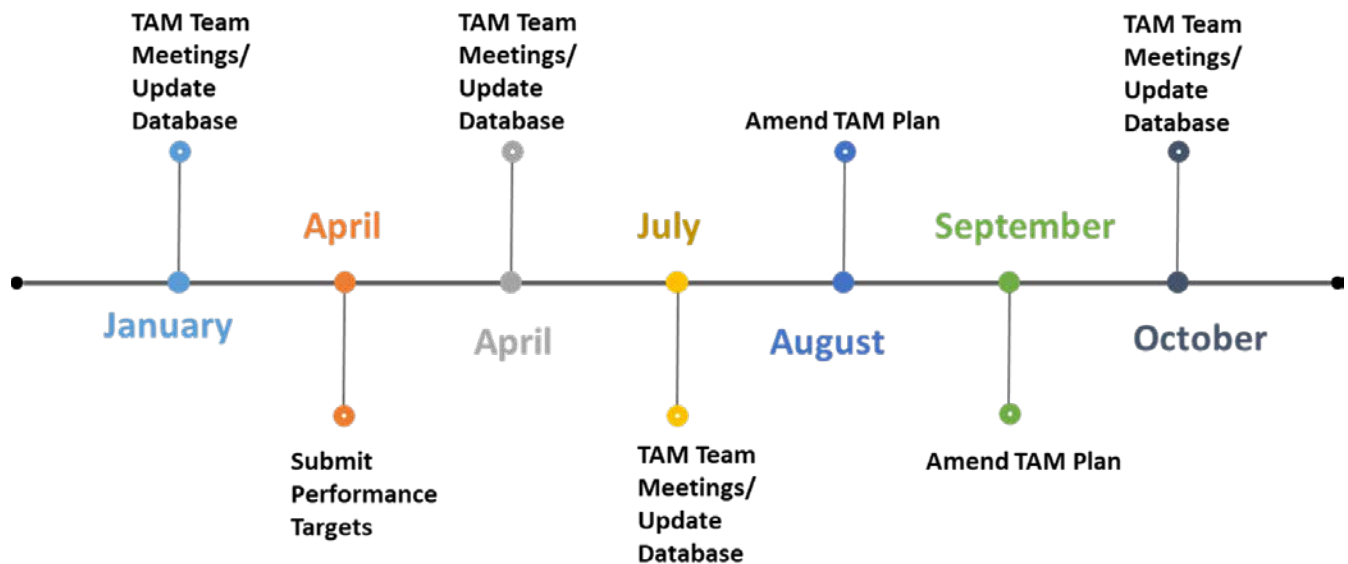 TAM Team
Meetings/
Update
Database
January
April
Submit
Performance
Targets
TAM Team
Meetings/
Update
Database
April
July
TAM Team
Meetings/
Update
Database
Amend TAM Plan
August
September
Amend TAM Plan
TAM Team
Meetings/
Update
Database
October